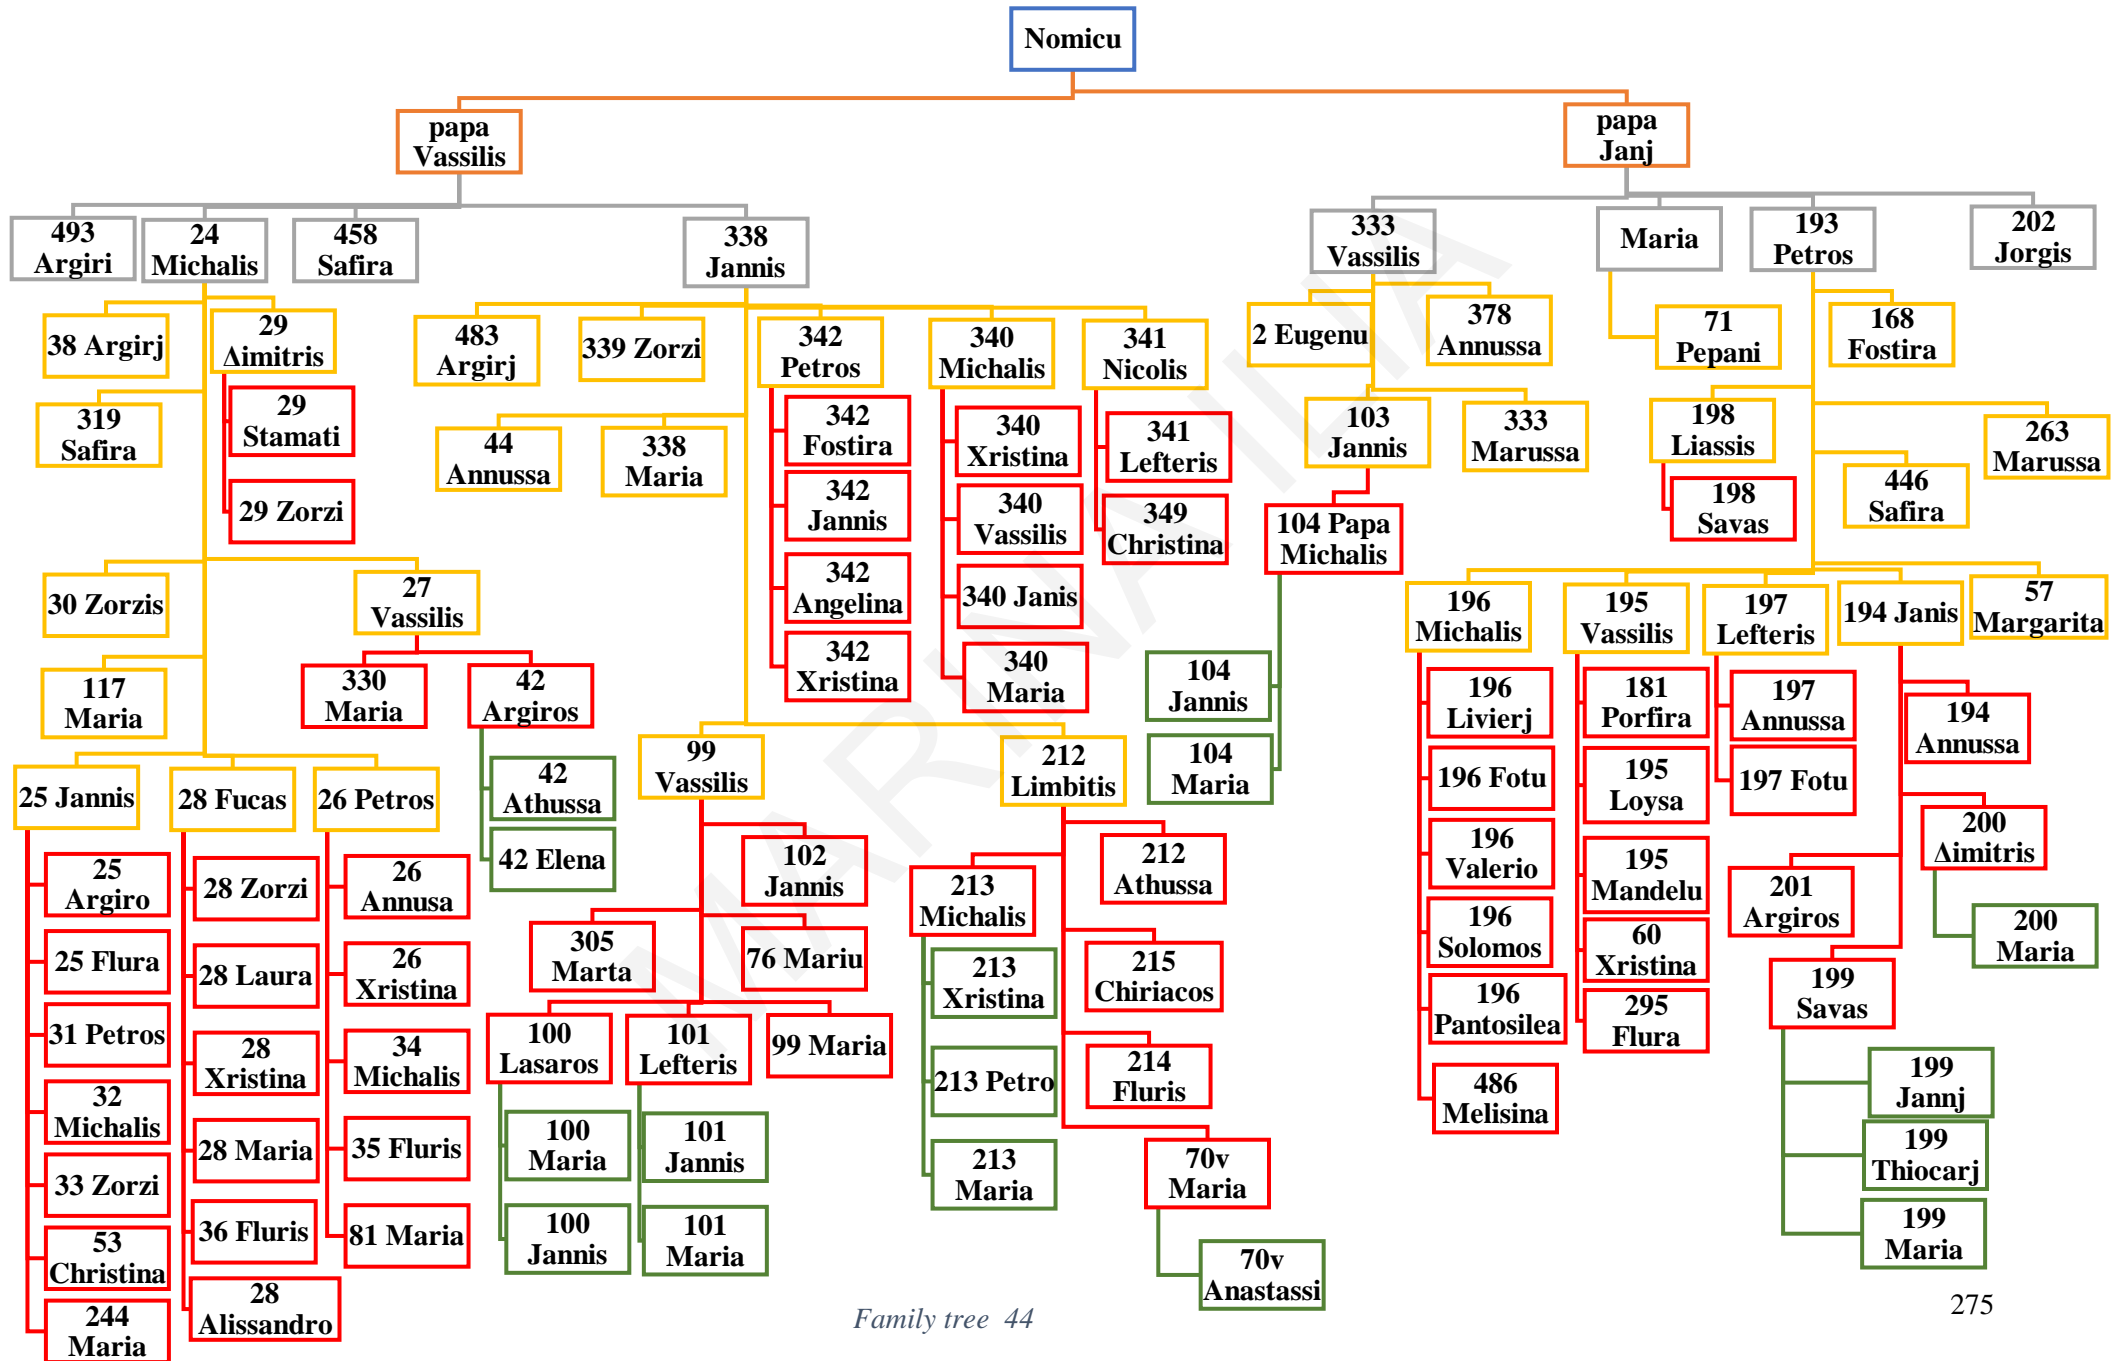 Nomicu
papa
Vassilis
papa
Janj
493
Argiri
24
Michalis
458
Safira
338
Jannis
333
Vassilis
Maria
193
Petros
202
Jorgis
38 Argirj
29
Δimitris
319
Safira
29
Stamati
29 Zorzi
30 Zorzis
27
Vassilis
117
Maria
330
Maria
42
Argiros
42
Athussa
42 Elena
25 Jannis
28 Fucas
26 Petros
25
Argiro
25 Flura
31 Petros
32
Michalis
33 Zorzi
53
Christina
244
Maria
28 Zorzi
28 Laura
28
Xristina
28 Maria
36 Fluris
28
Alissandro
26
Annusa
26
Xristina
34
Michalis
35 Fluris
81 Maria
483
Argirj
339 Zorzi
342
Petros
340
Michalis
341
Nicolis
44
Annussa
338
Maria
342
Fostira
342
Jannis
342
Angelina
342
Xristina
340
Xristina
340
Vassilis
340 Janis
340
Maria
341
Lefteris
349
Christina
99
Vassilis
212
Limbitis
102
Jannis
305
Marta
76 Mariu
100
Lasaros
101
Lefteris
99 Maria
100
Maria
100
Jannis
101
Jannis
101
Maria
213
Michalis
212
Athussa
215
Chiriacos
214
Fluris
70v
Maria
213
Xristina
213 Petro
213
Maria
70v
Anastassi
2 Eugenu
378
Annussa
103
Jannis
333
Marussa
104 Papa
Michalis
104
Jannis
104
Maria
71
Pepani
168
Fostira
198
Liassis
263
Marussa
198
Savas
446
Safira
196
Michalis
195
Vassilis
197
Lefteris
194 Janis
57
Margarita
196
Livierj
196 Fotu
196
Valerio
196
Solomos
196
Pantosilea
486
Melisina
181
Porfira
195
Loysa
195
Mandelu
60
Xristina
295
Flura
197
Annussa
197 Fotu
194
Annussa
200
Δimitris
201
Argiros
200
Maria
199
Savas
199
Jannj
199
Thiocarj
199
Maria
MARINA ILIA
Family tree 44
275